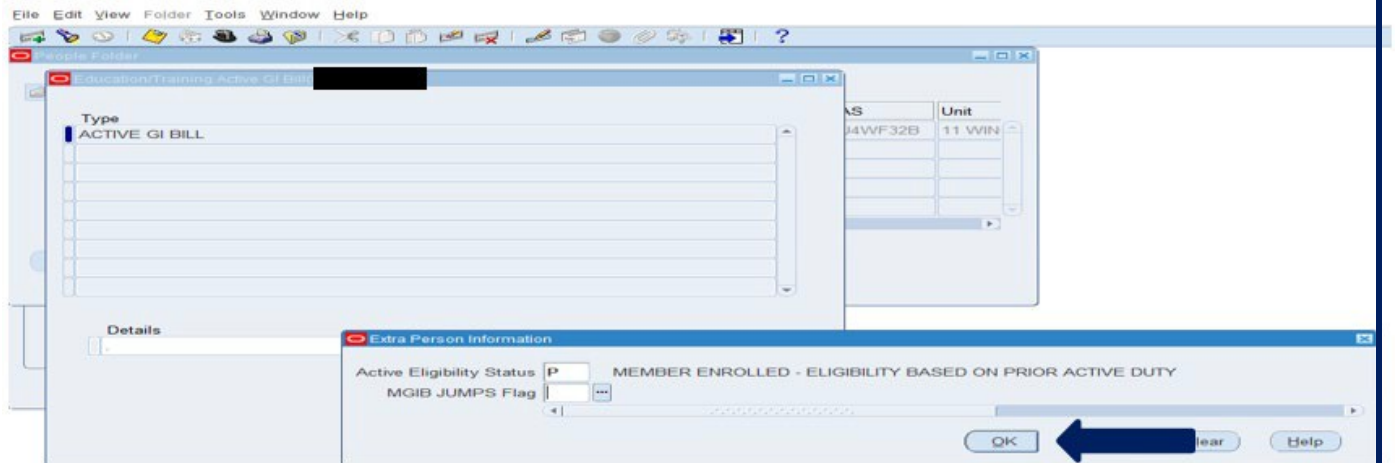 File Edit View Folder Tools Window Help
?
People Folder
Education/Training Active GI Bill
Type
ACTIVE GI BILL
Unit
11 WIN
Details
Extra Person Information
Active Eligibility Status P MEMBER ENROLLED - ELIGIBILITY BASED ON PRIOR ACTIVE DUTY
MGIB JUMPS Flag ...
OK lear Help